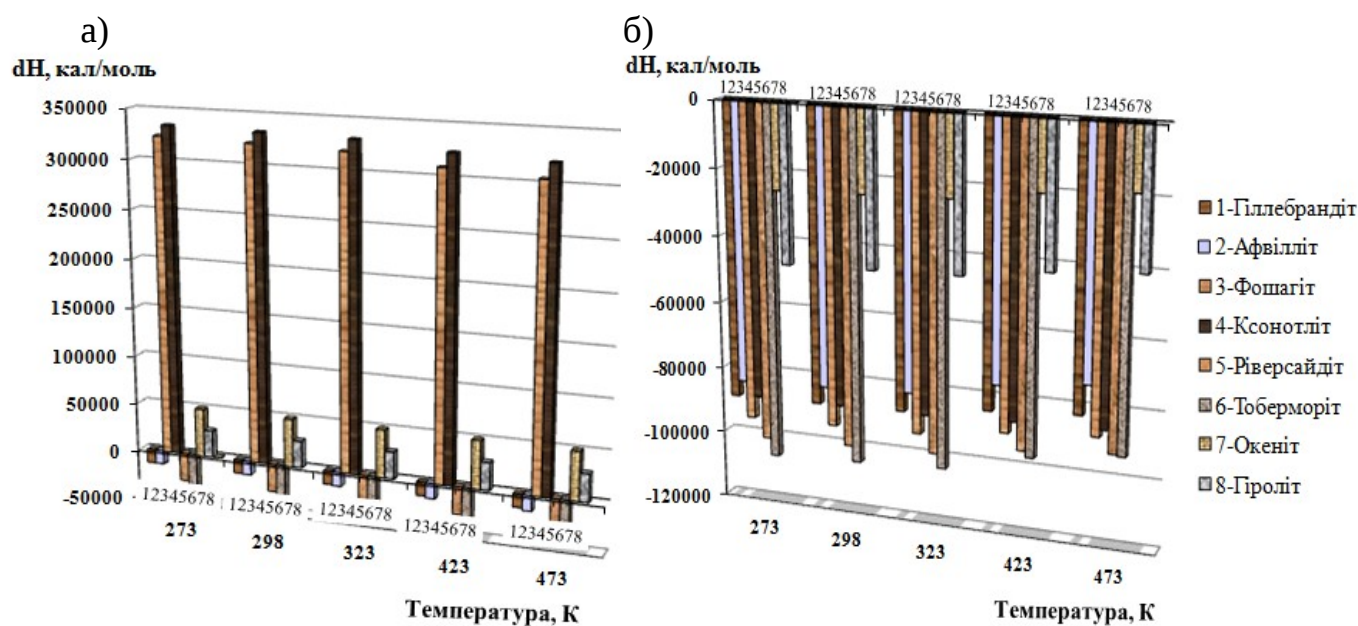 а)
dH, кал/моль
350000
300000
250000
200000
150000
100000
50000
0
-50000
12345678
12345678
12345678
12345678
12345678
273
298
323
423
473
Температура, К
б)
dH, кал/моль
12345678
12345678
12345678
12345678
12345678
0
-20000
-40000
-60000
-80000
-100000
-120000
273
298
323
423
473
Температура, К
1-Гіллебрандіт
2-Афвілліт
3-Фошагіт
4-Ксонотліт
5-Ріверсайдіт
6-Тоберморіт
7-Океніт
8-Гіроліт